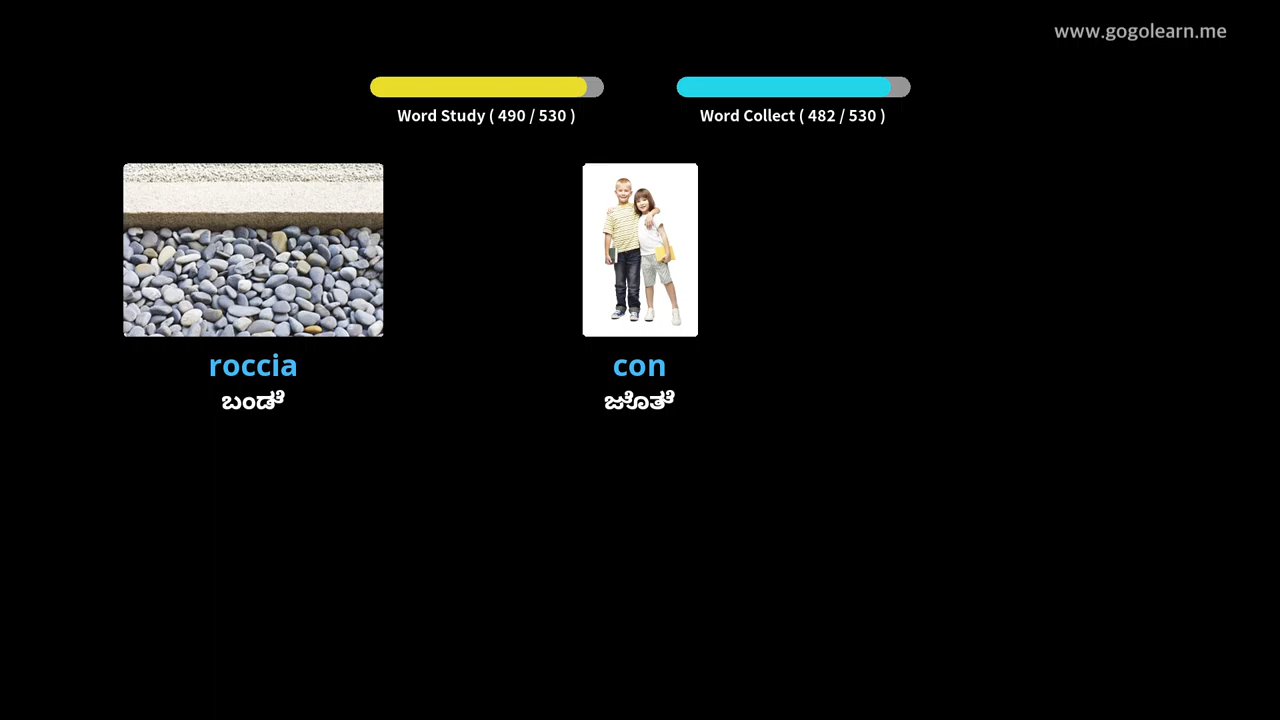 www.gogolearn.me
Word Study ( 490 / 530 )
Word Collect ( 482 / 530 )
roccia
ಬಂಡೆ
con
ಜೊತೆ